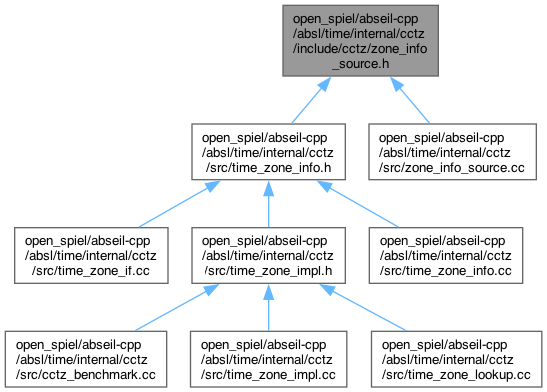 open_spiel/abseil-cpp
/absl/time/internal/cctz
/include/cctz/zone_info
_source.h
open_spiel/abseil-cpp
/absl/time/internal/cctz
/src/time_zone_info.h
open_spiel/abseil-cpp
/absl/time/internal/cctz
/src/zone_info_source.cc
open_spiel/abseil-cpp
/absl/time/internal/cctz
/src/time_zone_if.cc
open_spiel/abseil-cpp
/absl/time/internal/cctz
/src/time_zone_impl.h
open_spiel/abseil-cpp
/absl/time/internal/cctz
/src/time_zone_info.cc
open_spiel/abseil-cpp
/absl/time/internal/cctz
/src/cctz_benchmark.cc
open_spiel/abseil-cpp
/absl/time/internal/cctz
/src/time_zone_impl.cc
open_spiel/abseil-cpp
/absl/time/internal/cctz
/src/time_zone_lookup.cc